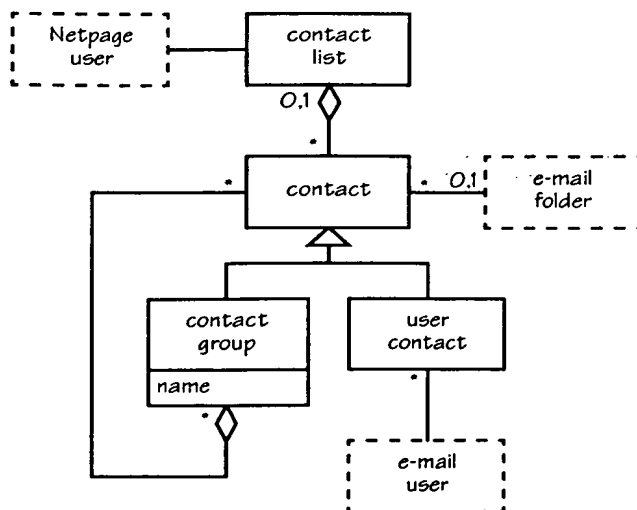 Netpage
user
contact
list
0,1
*
*
contact
*
0,1
e-mail
folder
contact
group
name
*
user
contact
*
e-mail
user